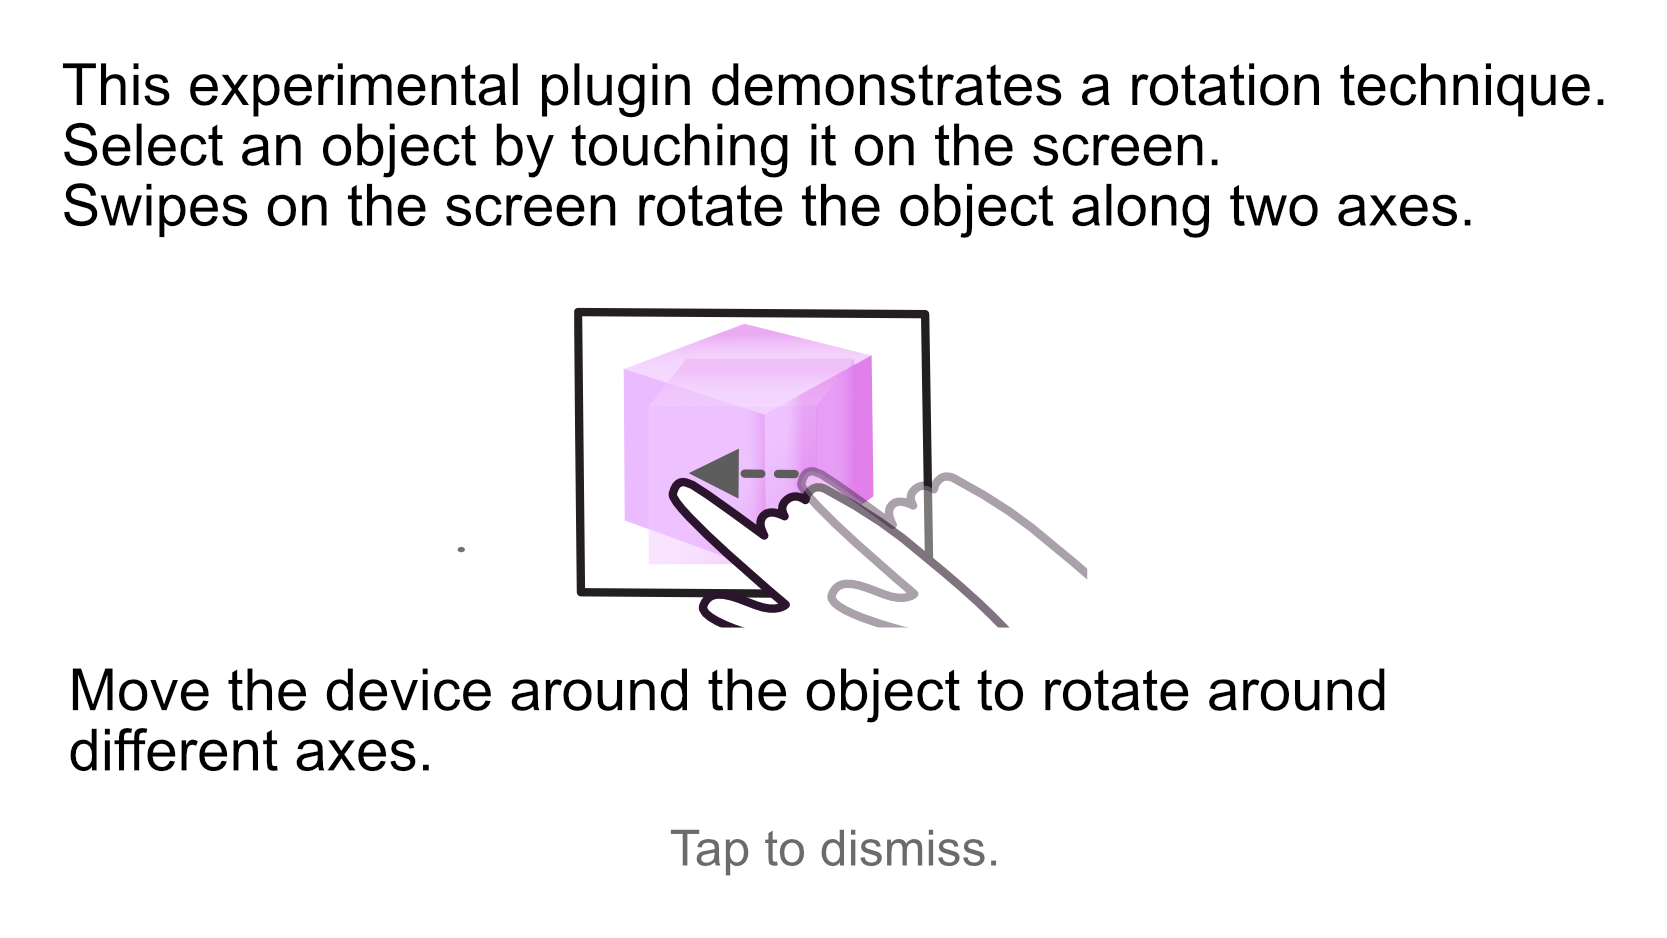 This experimental plugin demonstrates a rotation technique.
Select an object by touching it on the screen.
Swipes on the screen rotate the object along two axes.
Move the device around the object to rotate around
different axes.
Tap to dismiss.